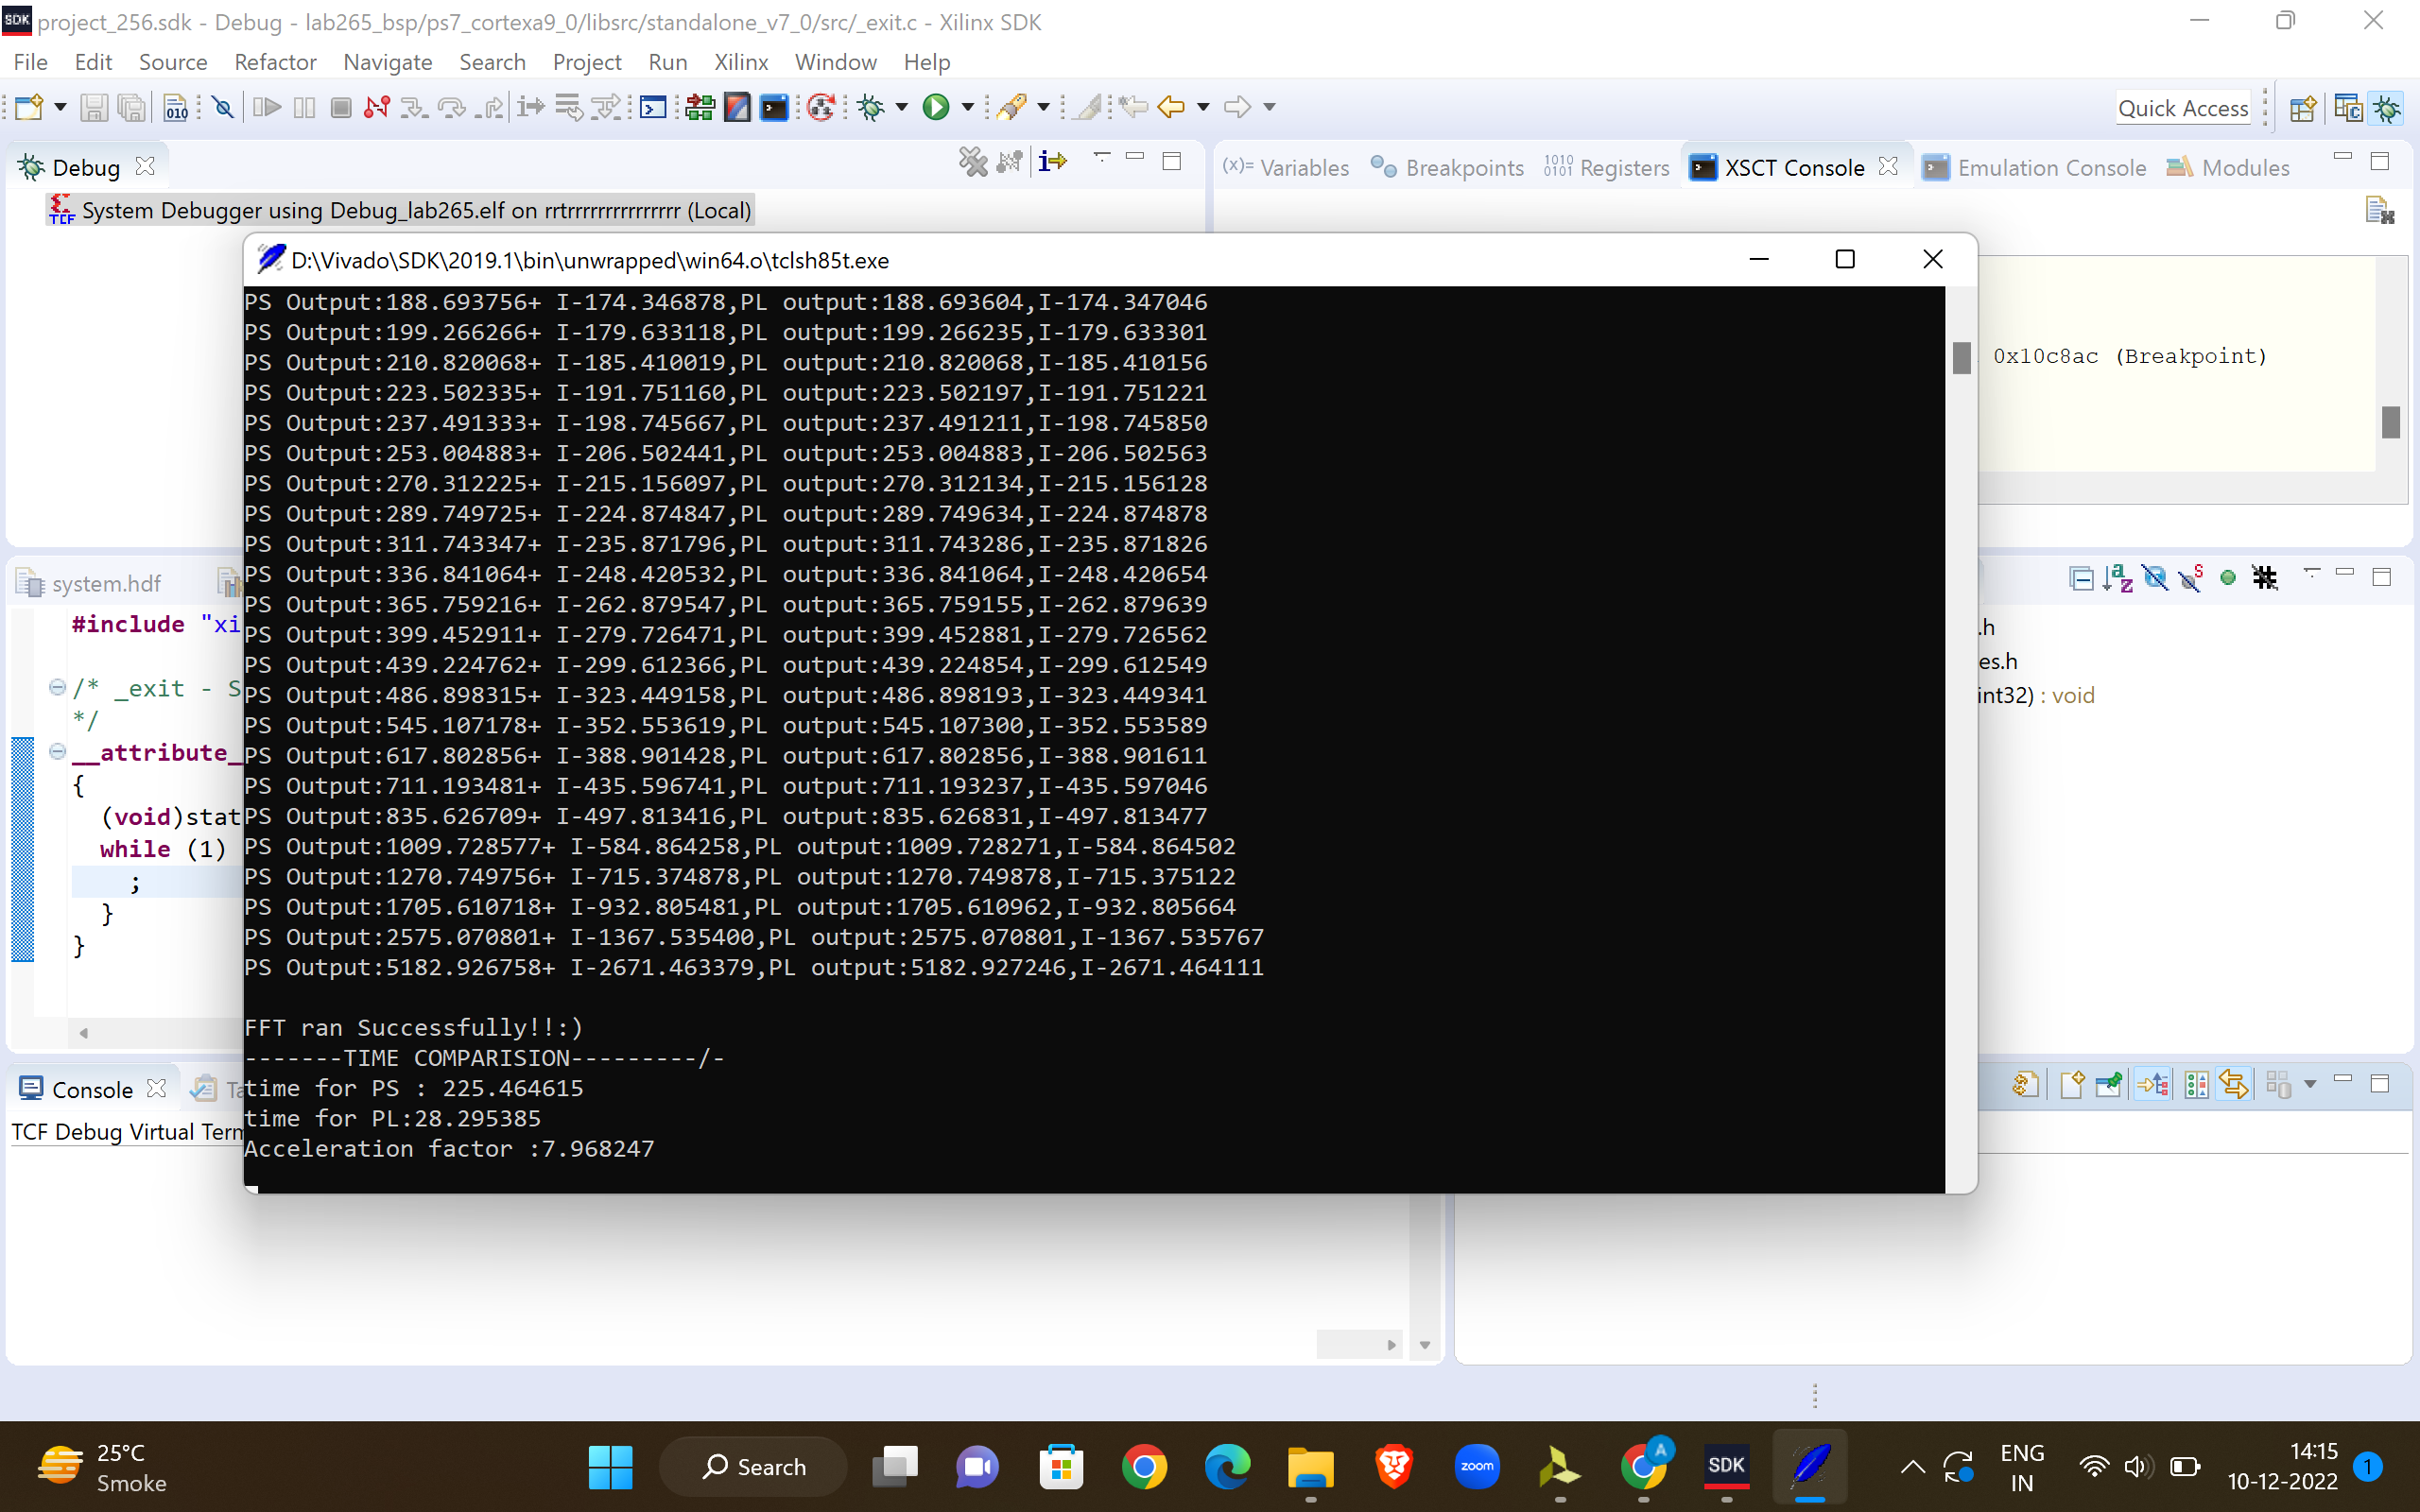 project_256.sdk - Debug - lab265_bsp/ps7_cortexa9_0/libsrc/standalone_v7_0/src/_exit.c - Xilinx SDK
File Edit Source Refactor Navigate Search Project Run Xilinx Window Help
Quick Access
Debug
(x)= Variables Breakpoints Registers XSCT Console Emulation Console Modules
System Debugger using Debug_lab265.elf on rrtrrrrrrrrrrrrrrr (Local)
D:\Vivado\SDK\2019.1\bin\unwrapped\win64.o\tclsh85t.exe
0x10c8ac (Breakpoint)
PS Output:188.693756+ I-174.346878,PL output:188.693604,I-174.347046
PS Output:199.266266+ I-179.633118,PL output:199.266235,I-179.633301
PS Output:210.820068+ I-185.410019,PL output:210.820068,I-185.410156
PS Output:223.502335+ I-191.751160,PL output:223.502197,I-191.751221
PS Output:237.491333+ I-198.745667,PL output:237.491211,I-198.745850
PS Output:253.004883+ I-206.502441,PL output:253.004883,I-206.502563
PS Output:270.312225+ I-215.156097,PL output:270.312134,I-215.156128
PS Output:289.749725+ I-224.874847,PL output:289.749634,I-224.874878
PS Output:311.743347+ I-235.871796,PL output:311.743286,I-235.871826
PS Output:336.841064+ I-248.420532,PL output:336.841064,I-248.420654
PS Output:365.759216+ I-262.879547,PL output:365.759155,I-262.879639
PS Output:399.452911+ I-279.726471,PL output:399.452881,I-279.726562
PS Output:439.224762+ I-299.612366,PL output:439.224854,I-299.612549
PS Output:486.898315+ I-323.449158,PL output:486.898193,I-323.449341
PS Output:545.107178+ I-352.553619,PL output:545.107300,I-352.553589
PS Output:617.802856+ I-388.901428,PL output:617.802856,I-388.901611
PS Output:711.193481+ I-435.596741,PL output:711.193237,I-435.597046
PS Output:835.626709+ I-497.813416,PL output:835.626831,I-497.813477
PS Output:1009.728577+ I-584.864258,PL output:1009.728271,I-584.864502
PS Output:1270.749756+ I-715.374878,PL output:1270.749878,I-715.375122
PS Output:1705.610718+ I-932.805481,PL output:1705.610962,I-932.805664
PS Output:2575.070801+ I-1367.535400,PL output:2575.070801,I-1367.535767
PS Output:5182.926758+ I-2671.463379,PL output:5182.927246,I-2671.464111
FFT ran Successfully!!:)
-------TIME COMPARISION---------/-
time for PS : 225.464615
time for PL:28.295385
Acceleration factor :7.968247
system.hdf
#include "xi
/* _exit - S
*/
__attribute_
{
(void)stat
while (1)
;
}
}
.h
es.h
int32) : void
Console Ta
TCF Debug Virtual Term
25°C
Smoke
Search
zoom
A
SDK
ENG
IN
14:15
10-12-2022
1